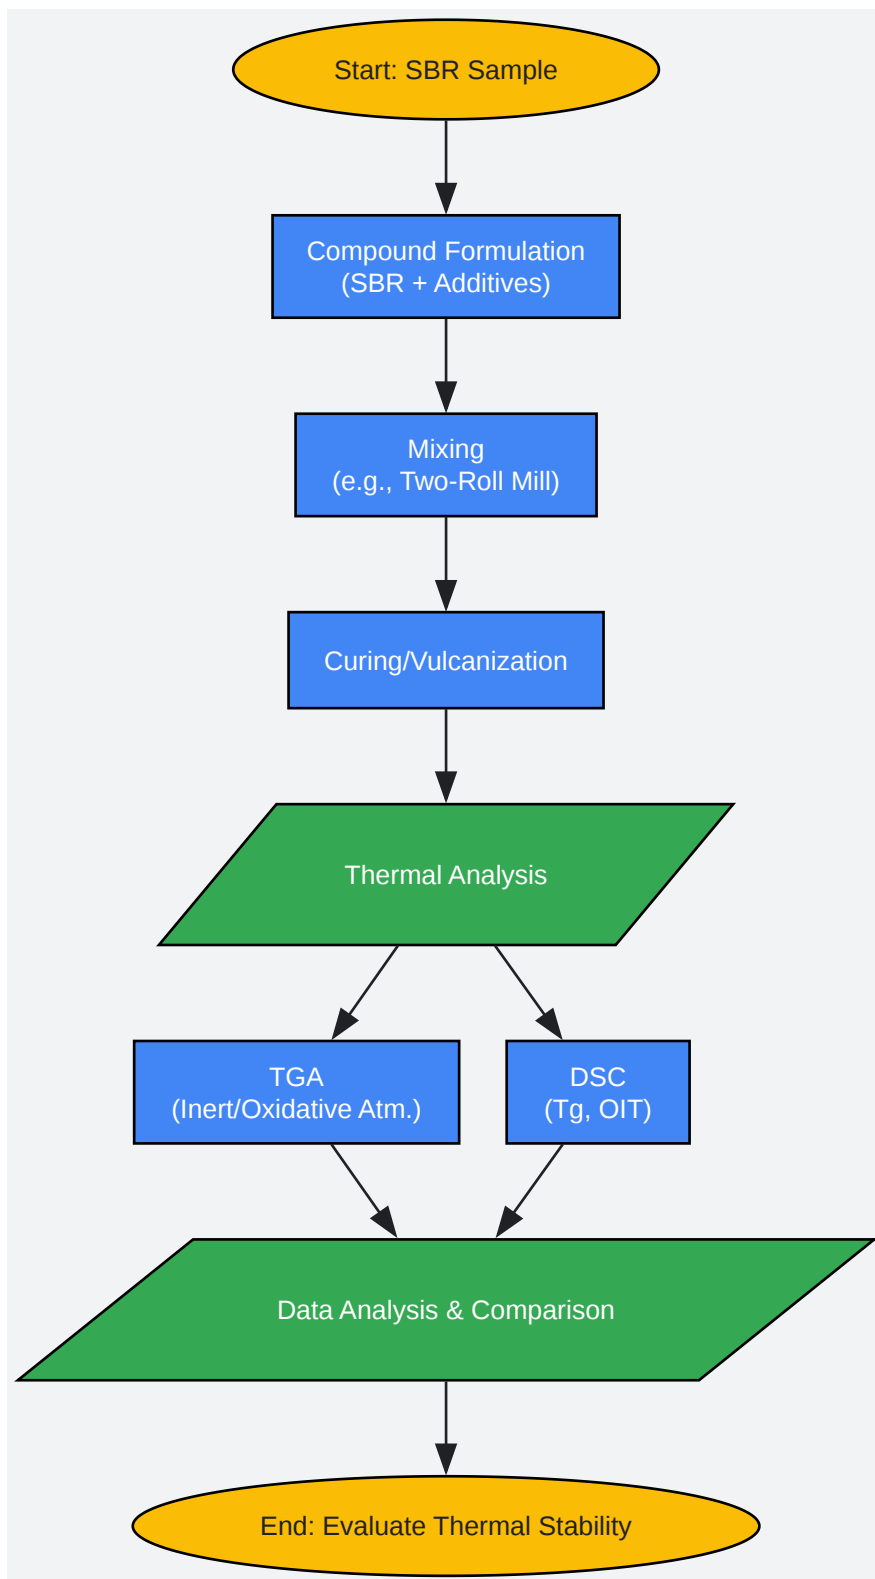 Start: SBR Sample
Compound Formulation
(SBR + Additives)
Mixing
(e.g., Two-Roll Mill)
Curing/Vulcanization
Thermal Analysis
TGA
(Inert/Oxidative Atm.)
DSC
(Tg, OIT)
Data Analysis & Comparison
End: Evaluate Thermal Stability